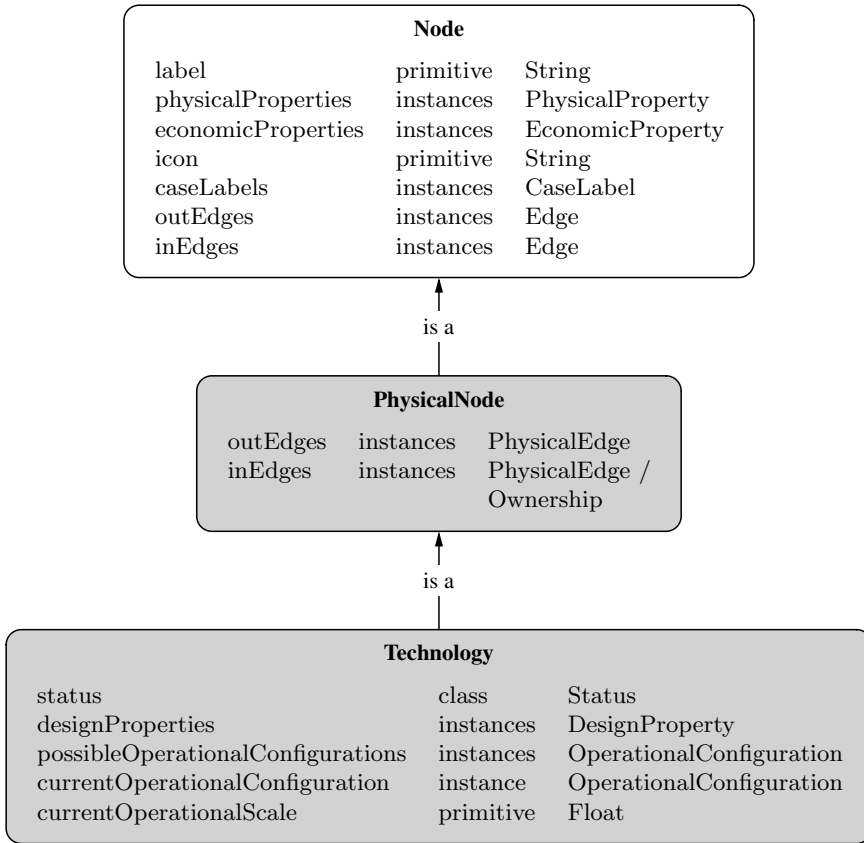 Node
label primitive String
physicalProperties instances PhysicalProperty
economicProperties instances EconomicProperty
icon primitive String
caseLabels instances CaseLabel
outEdges instances Edge
inEdges instances Edge
is a
PhysicalNode
outEdges instances PhysicalEdge
inEdges instances PhysicalEdge /
Ownership
is a
Technology
status class Status
designProperties instances DesignProperty
possibleOperationalConfigurations instances OperationalConfiguration
currentOperationalConfiguration instance OperationalConfiguration
currentOperationalScale primitive Float